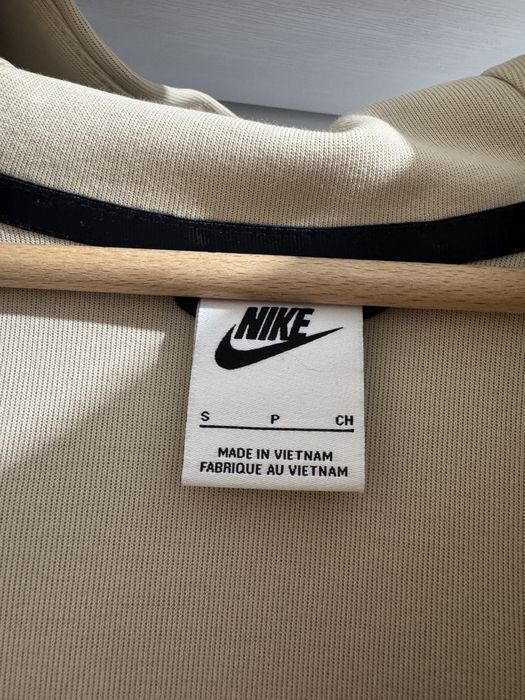 NIKE
S P CH
MADE IN VIETNAM
FABRIQUE AU VIETNAM